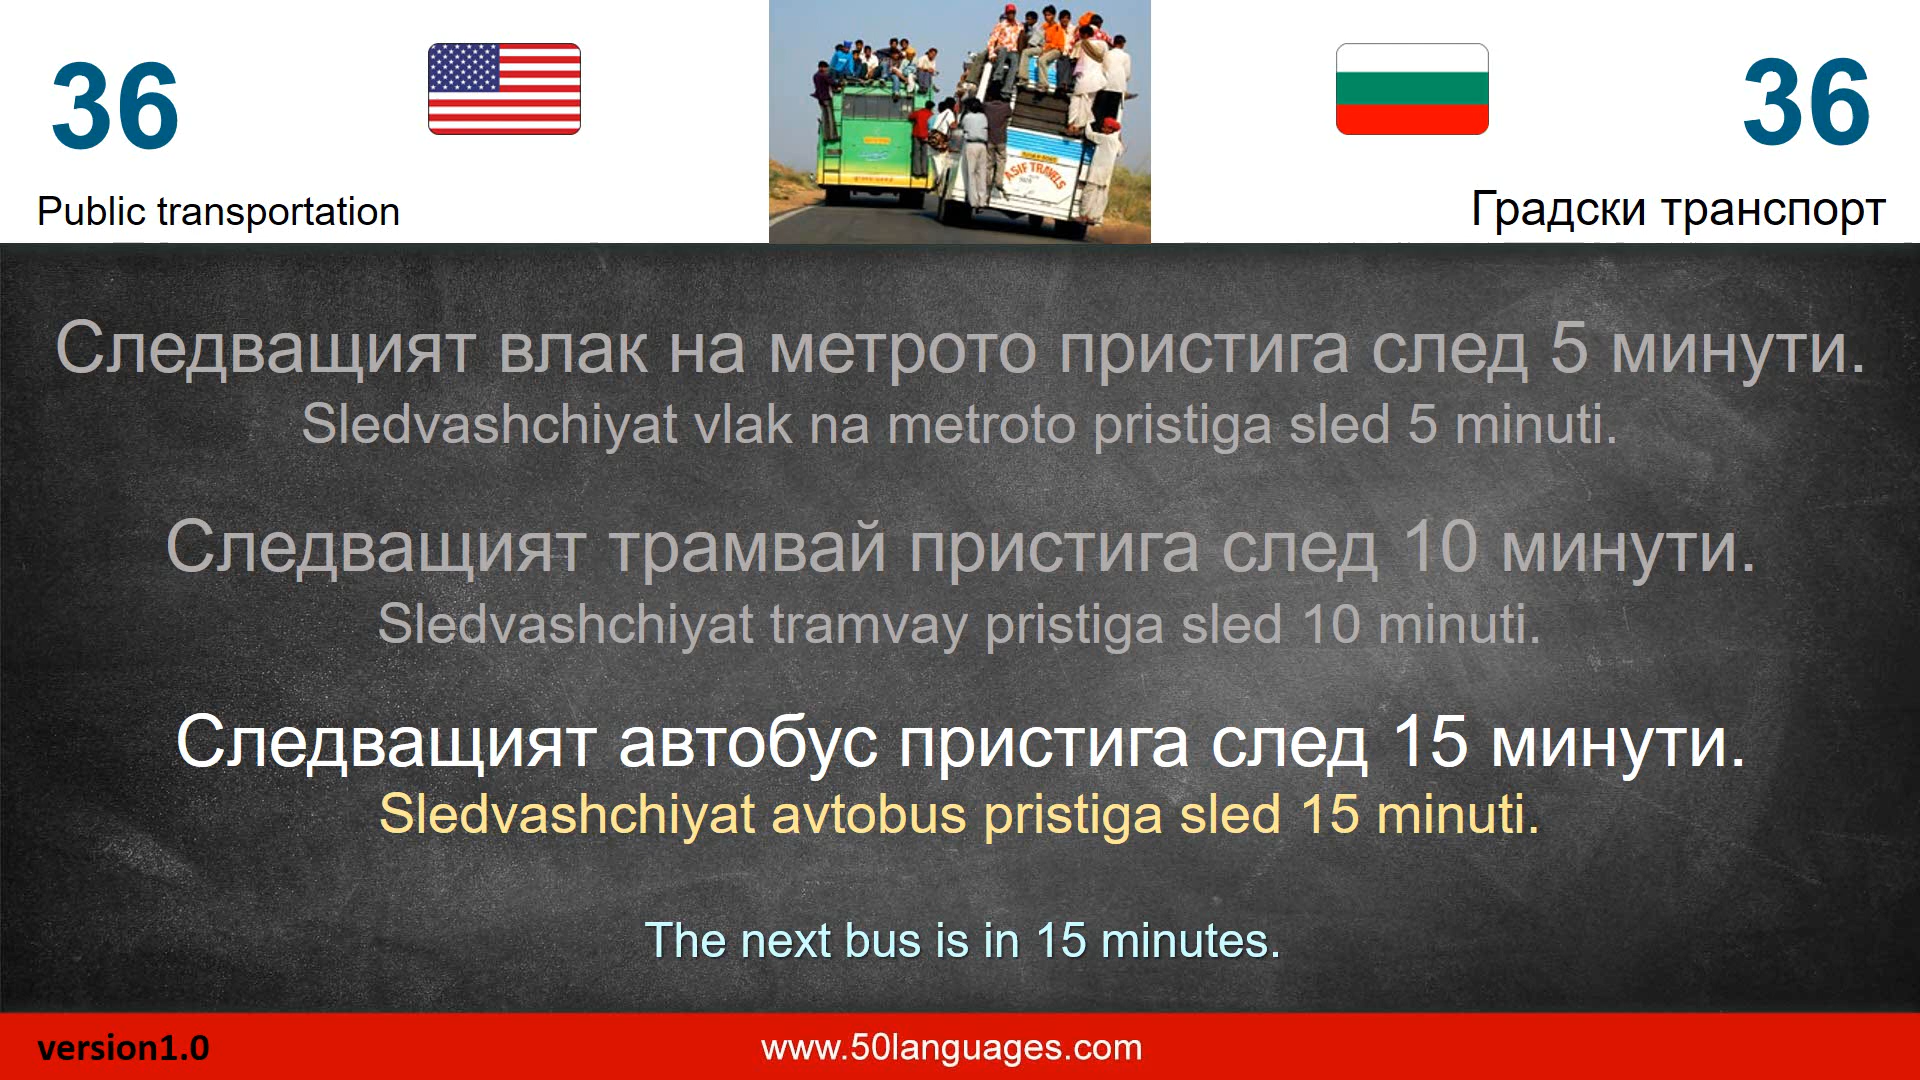 36
36
Public transportation
Градски транспорт
ASIF TRAVELS
Следващият влак на метрото пристига след 5 минути.
Sledvashchiyat vlak na metroto pristiga sled 5 minuti.
Следващият трамвай пристига след 10 минути.
Sledvashchiyat tramvay pristiga sled 10 minuti.
Следващият автобус пристига след 15 минути.
Sledvashchiyat avtobus pristiga sled 15 minuti.
The next bus is in 15 minutes.
version1.0
www.50languages.com